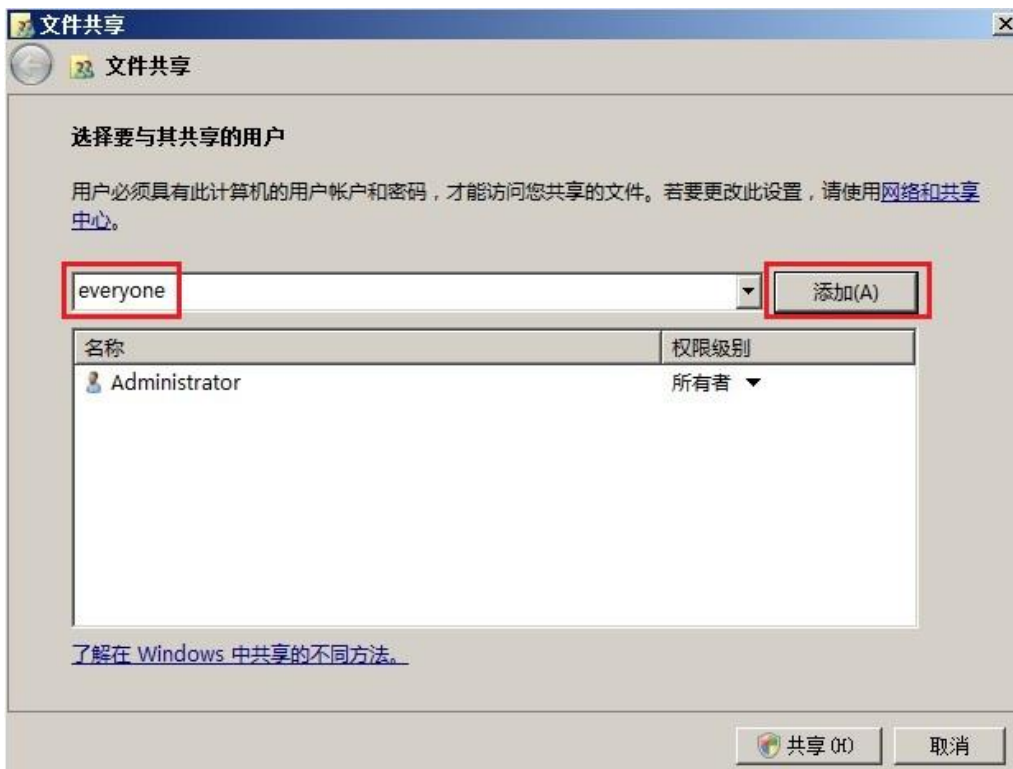 文件共享
文件共享
选择要与其共享的用户
用户必须具有此计算机的用户帐户和密码，才能访问您共享的文件。若要更改此设置，请使用网络和共享
中心。
everyone 添加(A)
名称 权限级别
Administrator 所有者
了解在 Windows 中共享的不同方法。
共享(H) 取消